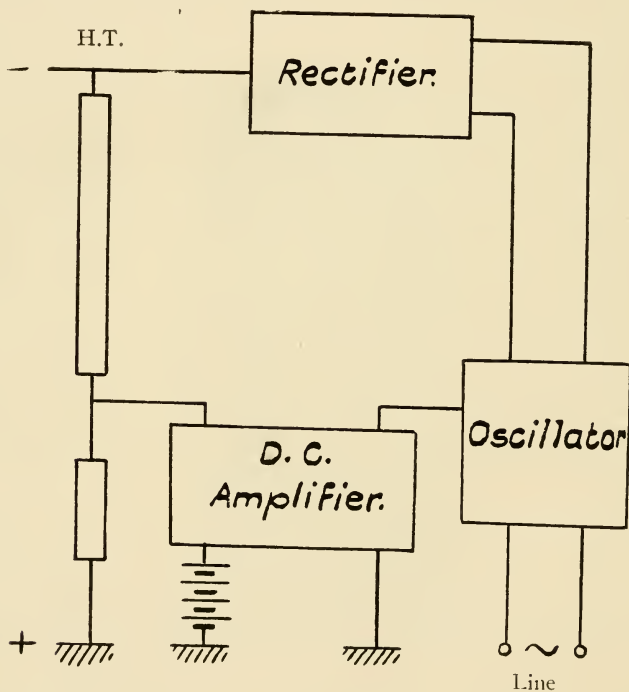 H.T.
Rectifier.
Oscillator
D. C.
Amplifier.
+
~
Line